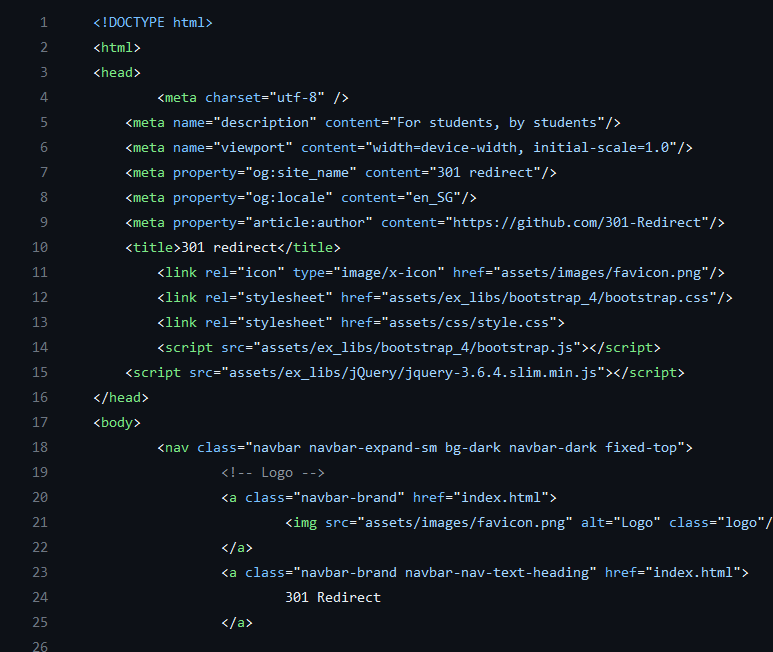 1 <!DOCTYPE html>
2 <html>
3 <head>
4 <meta charset="utf-8" />
5 <meta name="description" content="For students, by students"/>
6 <meta name="viewport" content="width=device-width, initial-scale=1.0"/>
7 <meta property="og:site_name" content="301 redirect"/>
8 <meta property="og:locale" content="en_SG"/>
9 <meta property="article:author" content="https://github.com/301-Redirect"/>
10 <title>301 redirect</title>
11 <link rel="icon" type="image/x-icon" href="assets/images/favicon.png"/>
12 <link rel="stylesheet" href="assets/ex_libs/bootstrap_4/bootstrap.css"/>
13 <link rel="stylesheet" href="assets/css/style.css">
14 <script src="assets/ex_libs/bootstrap_4/bootstrap.js"></script>
15 <script src="assets/ex_libs/jQuery/jquery-3.6.4.slim.min.js"></script>
16 </head>
17 <body>
18 <nav class="navbar navbar-expand-sm bg-dark navbar-dark fixed-top">
19 <!-- Logo -->
20 <a class="navbar-brand" href="index.html">
21 <img src="assets/images/favicon.png" alt="Logo" class="logo"/
22 </a>
23 <a class="navbar-brand navbar-nav-text-heading" href="index.html">
24 301 Redirect
25 </a>
26